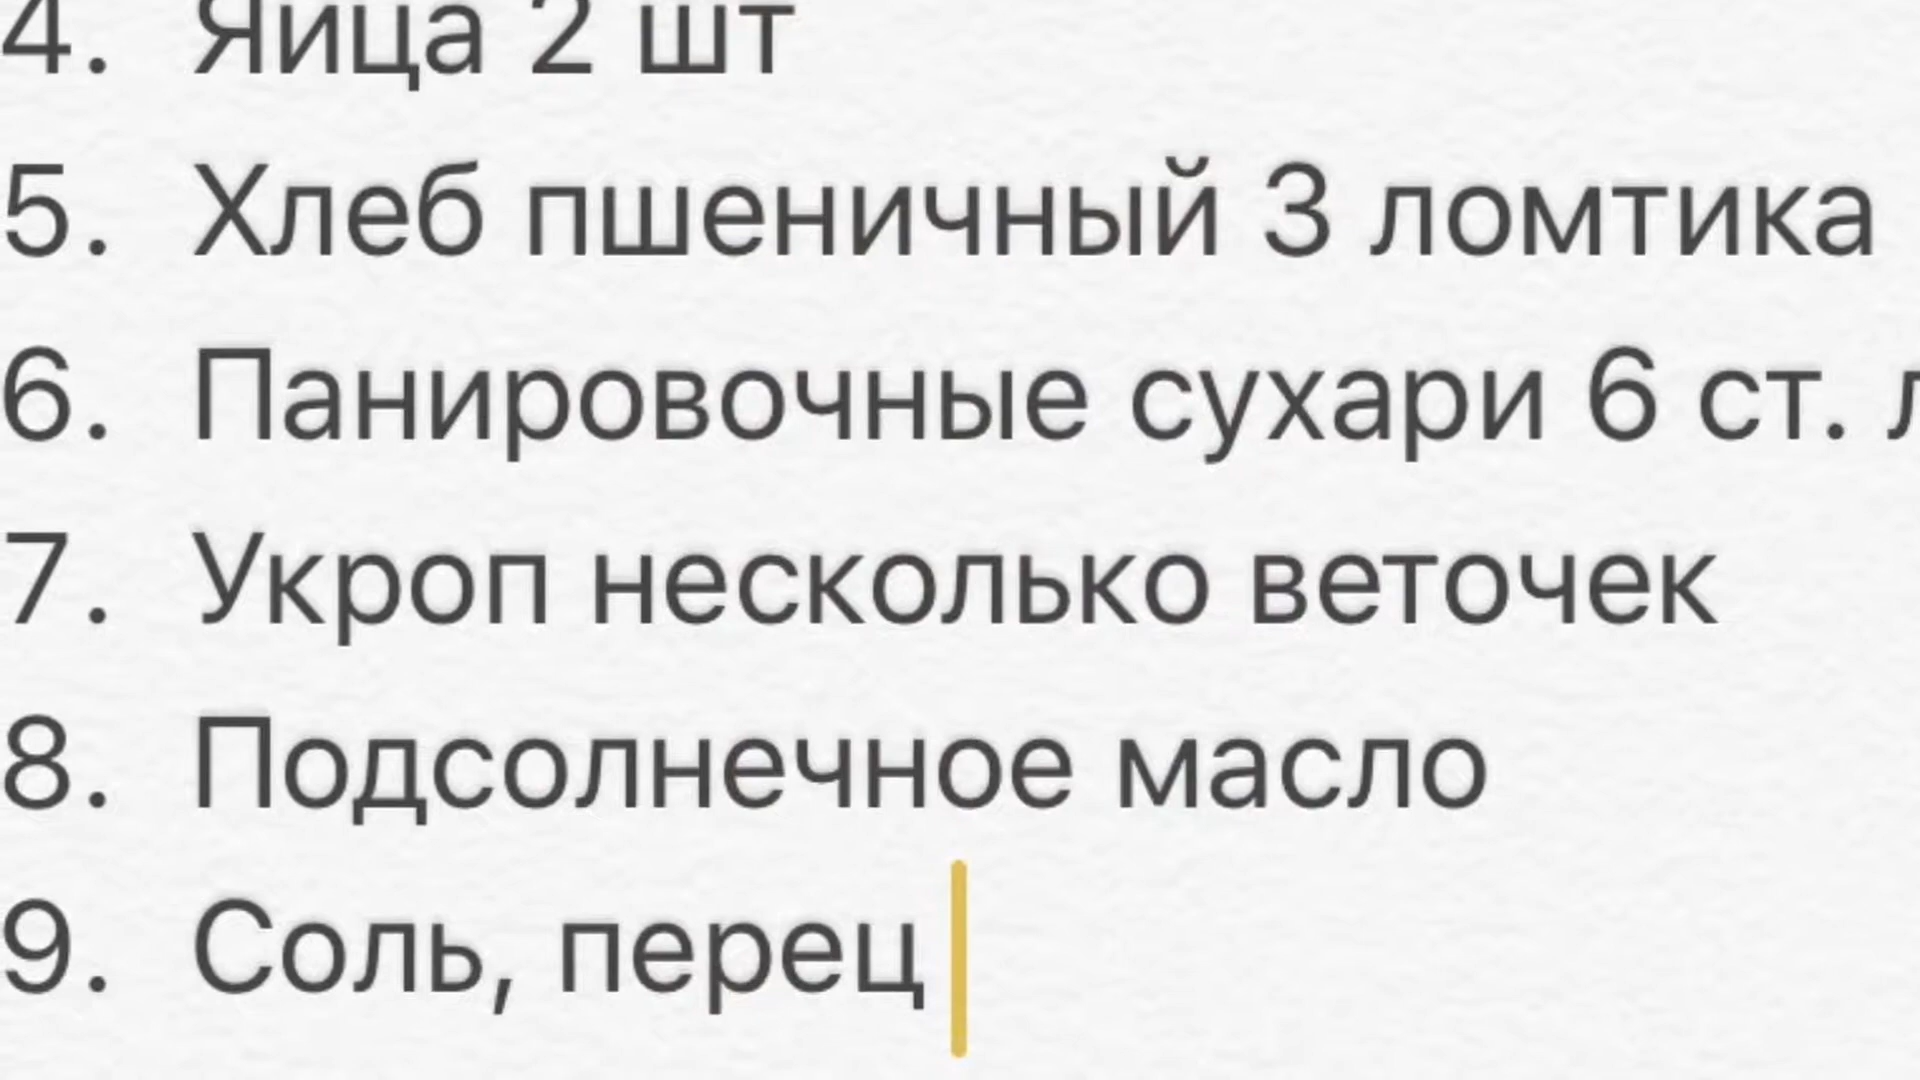 4. Яйца 2 шт
5. Хлеб пшеничный 3 ломтика
6. Панировочные сухари 6 ст. л
7. Укроп несколько веточек
8. Подсолнечное масло
9. Соль, перец